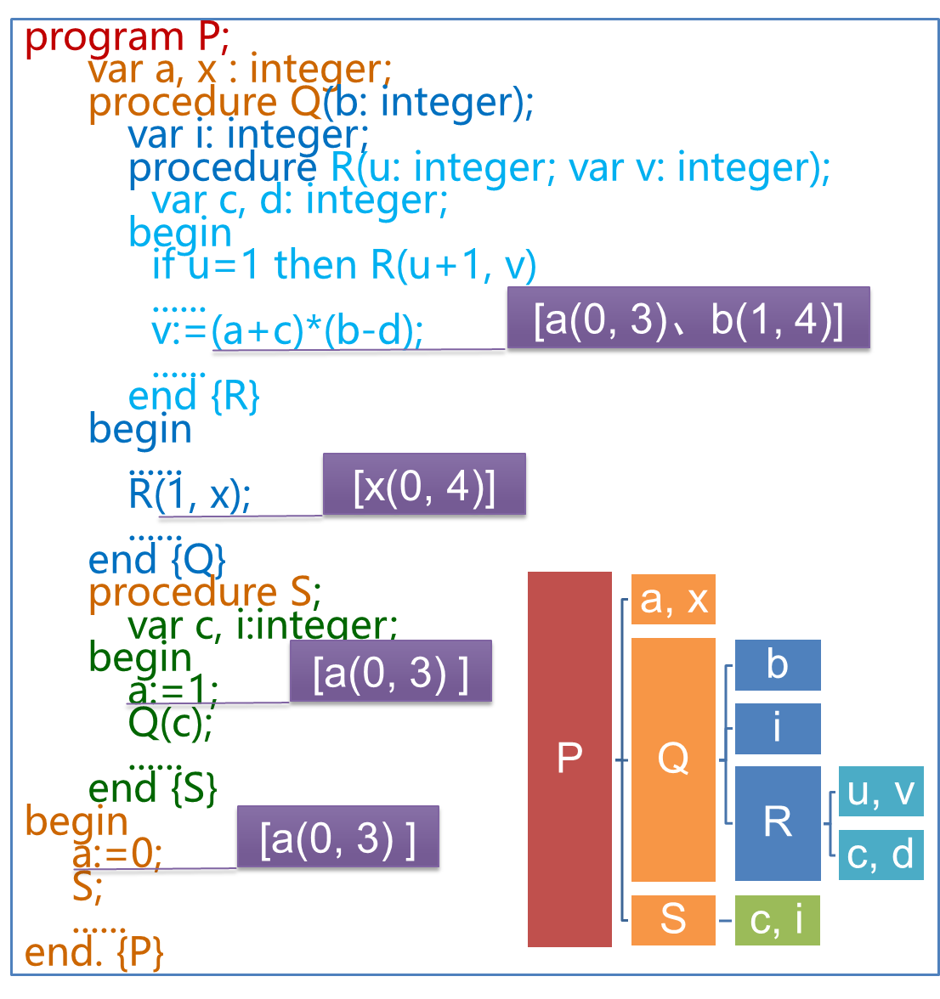 program P;
var a, x : integer;
procedure Q(b: integer);
var i: integer;
procedure R(u: integer; var v: integer);
var c, d: integer;
begin
if u=1 then R(u+1, v)
......
v:=(a+c)*(b-d);
[a(0, 3)、b(1, 4)]
......
end {R}
begin
......
R(1, x);
[x(0, 4)]
......
end {Q}
procedure S;
var c, i:integer;
begin
a:=1;
[a(0, 3) ]
Q(c);
......
end {S}
begin
a:=0;
[a(0, 3) ]
S;
......
end. {P}
P
a, x
Q
b
i
R
u, v
c, d
S
c, i